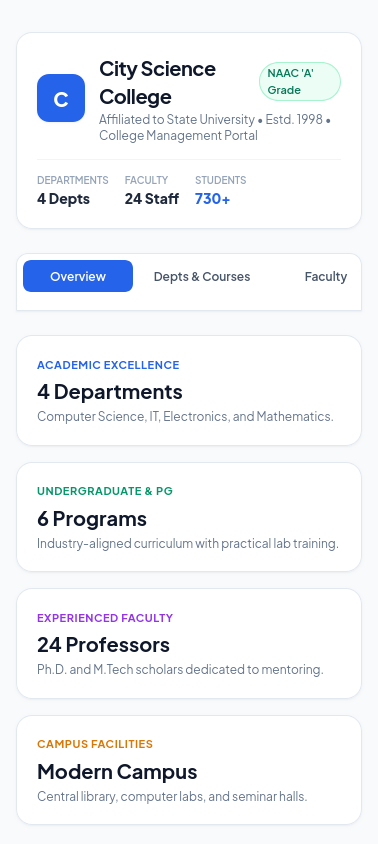 C
City Science
College
NAAC 'A'
Grade
Affiliated to State University • Estd. 1998 •
College Management Portal
DEPARTMENTS
4 Depts
FACULTY
24 Staff
STUDENTS
730+
Overview
Depts & Courses
Faculty
ACADEMIC EXCELLENCE
4 Departments
Computer Science, IT, Electronics, and Mathematics.
UNDERGRADUATE & PG
6 Programs
Industry-aligned curriculum with practical lab training.
EXPERIENCED FACULTY
24 Professors
Ph.D. and M.Tech scholars dedicated to mentoring.
CAMPUS FACILITIES
Modern Campus
Central library, computer labs, and seminar halls.